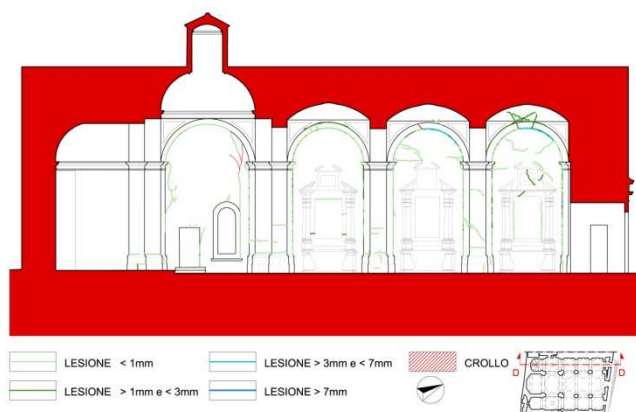 LESIONE < 1mm
LESIONE > 3mm e < 7mm
CROLLO
LESIONE > 1mm e < 3mm
LESIONE > 7mm
D D